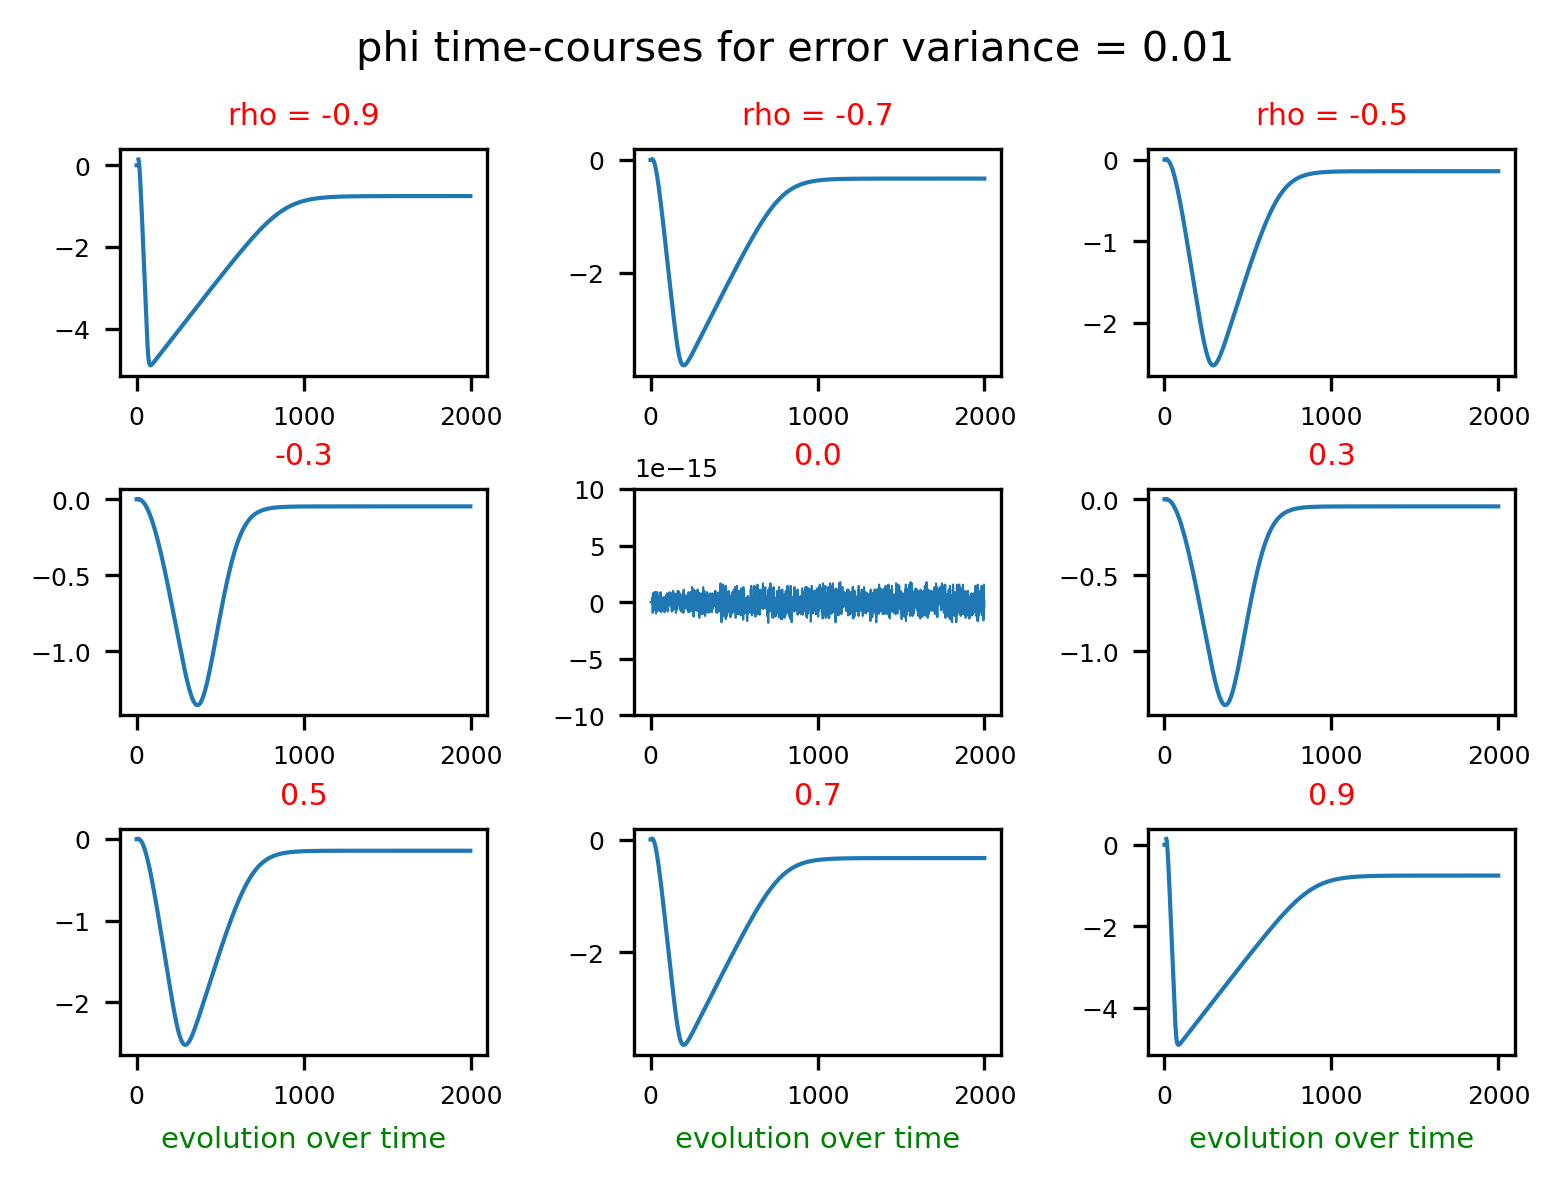 phi time-courses for error variance = 0.01
rho = -0.9
rho = -0.7
rho = -0.5
0
−2
−4
0
−2
0
−1
−2
0 1000 2000
0 1000 2000
0 1000 2000
-0.3
0.0
0.3
1e−15
0.0
−0.5
−1.0
10
5
0
−5
−10
0.0
−0.5
−1.0
0 1000 2000
0 1000 2000
0 1000 2000
0.5
0.7
0.9
0
−1
−2
0
−2
0
−2
−4
0 1000 2000
0 1000 2000
0 1000 2000
evolution over time
evolution over time
evolution over time